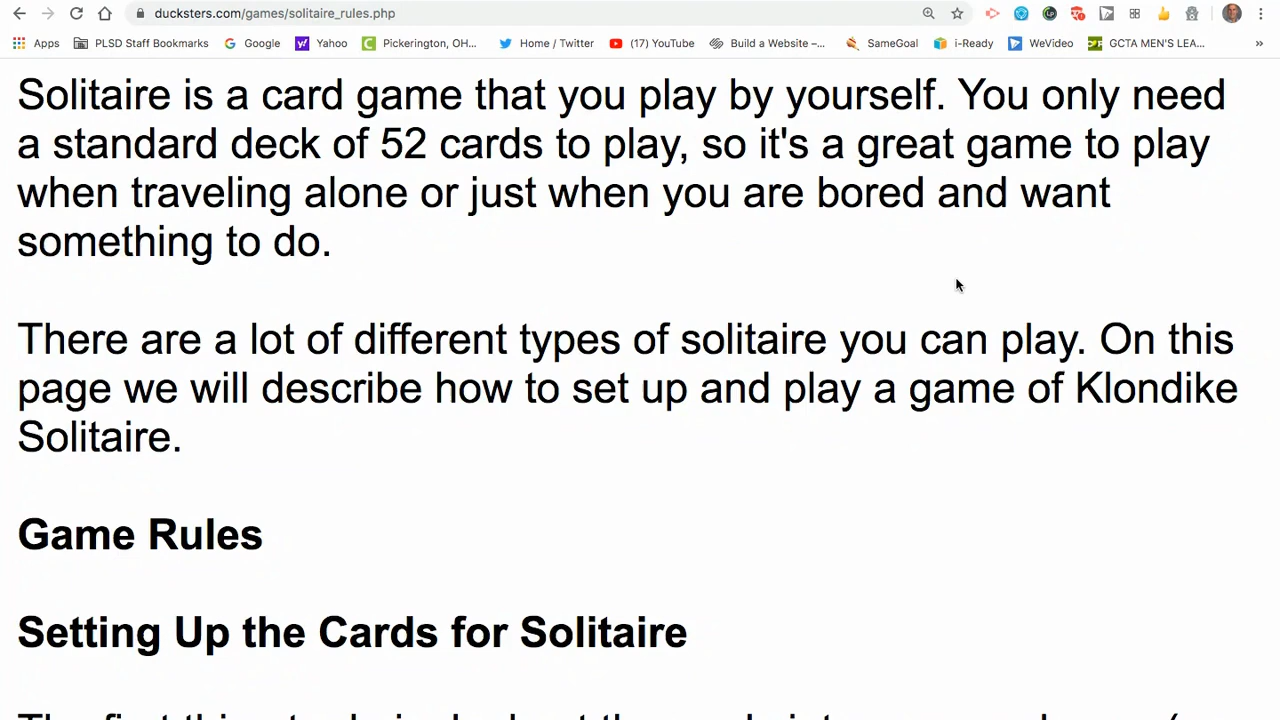 ducksters.com/games/solitaire_rules.php
Apps PLSD Staff Bookmarks Google Yahoo Pickerington, OH... Home / Twitter (17) YouTube Build a Website –... SameGoal i-Ready WeVideo GCTA MEN'S LEA... »
Solitaire is a card game that you play by yourself. You only need
a standard deck of 52 cards to play, so it's a great game to play
when traveling alone or just when you are bored and want
something to do.
There are a lot of different types of solitaire you can play. On this
page we will describe how to set up and play a game of Klondike
Solitaire.
Game Rules
Setting Up the Cards for Solitaire